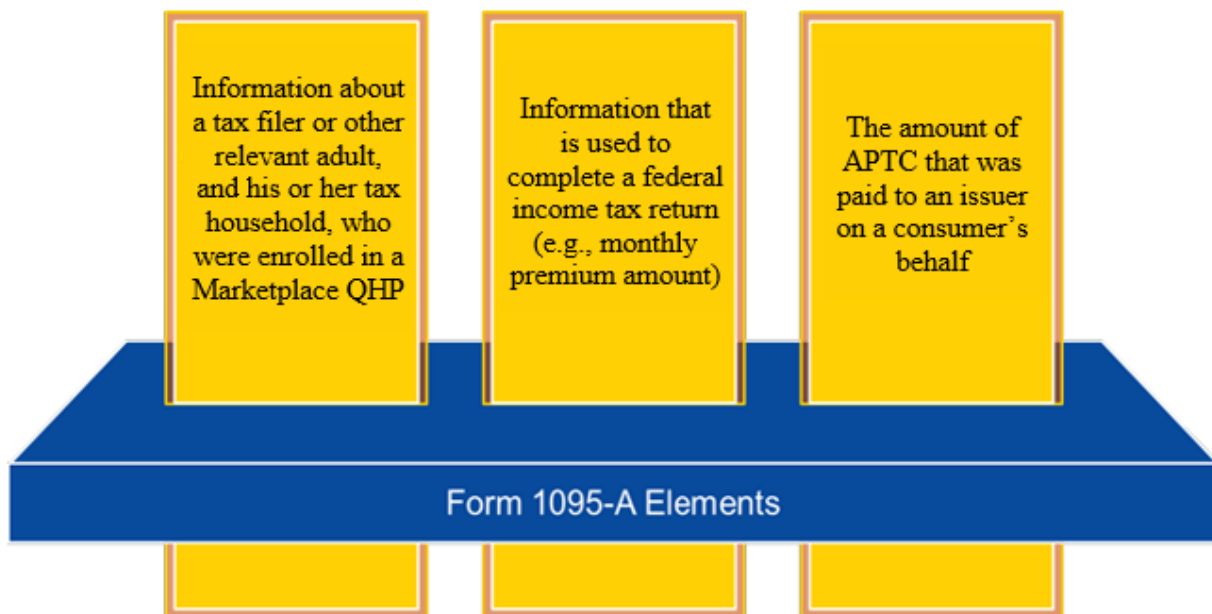 Information about
a tax filer or other
relevant adult,
and his or her tax
household, who
were enrolled in a
Marketplace QHP
Information that
is used to
complete a federal
income tax return
(e.g., monthly
premium amount)
The amount of
APTC that was
paid to an issuer
on a consumer’s
behalf
Form 1095-A Elements